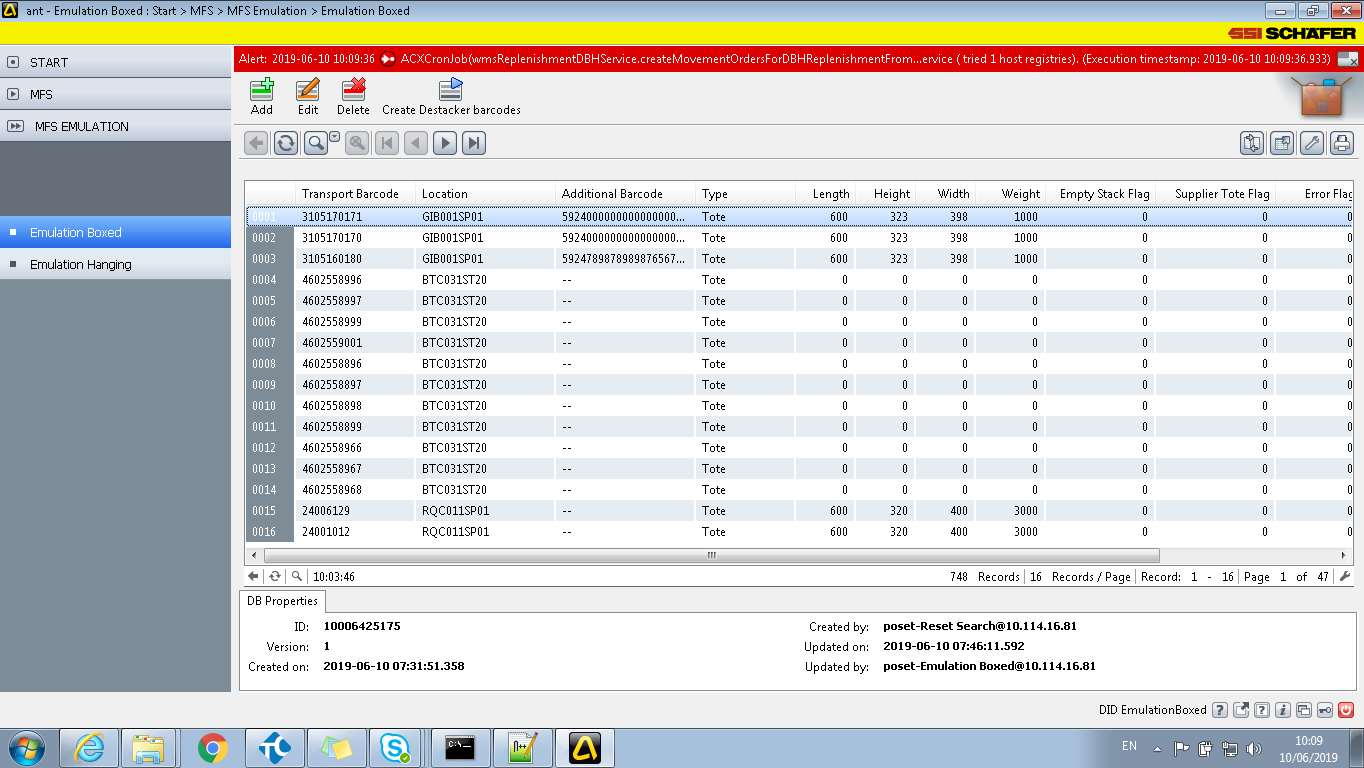 ant - Emulation Boxed : Start > MFS > MFS Emulation > Emulation Boxed
SSI SCHÄFER
START
MFS
MFS EMULATION
Emulation Boxed
Emulation Hanging
Alert: 2019-06-10 10:09:36 ACXCronJob(wmsReplenishmentDBHService.createMovementOrdersForDBHReplenishmentFrom...ervice ( tried 1 host registries). (Execution timestamp: 2019-06-10 10:09:36.933)
Add Edit Delete Create Destacker barcodes
Transport Barcode Location Additional Barcode Type Length Height Width Weight Empty Stack Flag Supplier Tote Flag Error Flag
0001 3105170171 GIB001SP01 5924000000000000000... Tote 600 323 398 1000 0 0 0
0002 3105170170 GIB001SP01 5924000000000000000... Tote 600 323 398 1000 0 0 0
0003 3105160180 GIB001SP01 5924789878989876567... Tote 600 323 398 1000 0 0 0
0004 4602558996 BTC031ST20 -- Tote 0 0 0 0 0 0 0
0005 4602558997 BTC031ST20 -- Tote 0 0 0 0 0 0 0
0006 4602558999 BTC031ST20 -- Tote 0 0 0 0 0 0 0
0007 4602559001 BTC031ST20 -- Tote 0 0 0 0 0 0 0
0008 4602558896 BTC031ST20 -- Tote 0 0 0 0 0 0 0
0009 4602558897 BTC031ST20 -- Tote 0 0 0 0 0 0 0
0010 4602558898 BTC031ST20 -- Tote 0 0 0 0 0 0 0
0011 4602558899 BTC031ST20 -- Tote 0 0 0 0 0 0 0
0012 4602558966 BTC031ST20 -- Tote 0 0 0 0 0 0 0
0013 4602558967 BTC031ST20 -- Tote 0 0 0 0 0 0 0
0014 4602558968 BTC031ST20 -- Tote 0 0 0 0 0 0 0
0015 24006129 RQC011SP01 -- Tote 600 320 400 3000 0 0 0
0016 24001012 RQC011SP01 -- Tote 600 320 400 3000 0 0 0
10:03:46 748 Records 16 Records / Page Record: 1 - 16 Page 1 of 47
DB Properties
ID: 10006425175 Created by: poset-Reset Search@10.114.16.81
Version: 1 Updated on: 2019-06-10 07:46:11.592
Created on: 2019-06-10 07:31:51.358 Updated by: poset-Emulation Boxed@10.114.16.81
DID EmulationBoxed
EN 10:09
10/06/2019